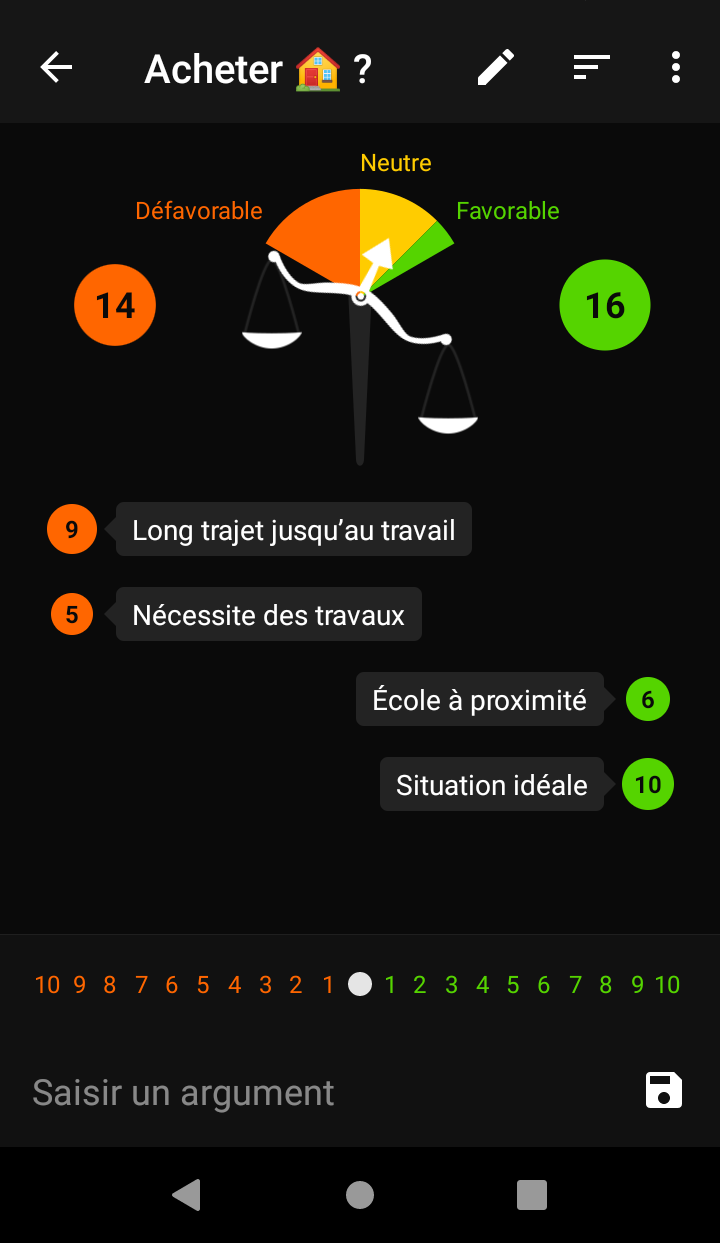 Acheter 🏠 ?
Neutre
Défavorable
Favorable
14
16
9 Long trajet jusqu’au travail
5 Nécessite des travaux
École à proximité 6
Situation idéale 10
10 9 8 7 6 5 4 3 2 1 1 2 3 4 5 6 7 8 9 10
Saisir un argument